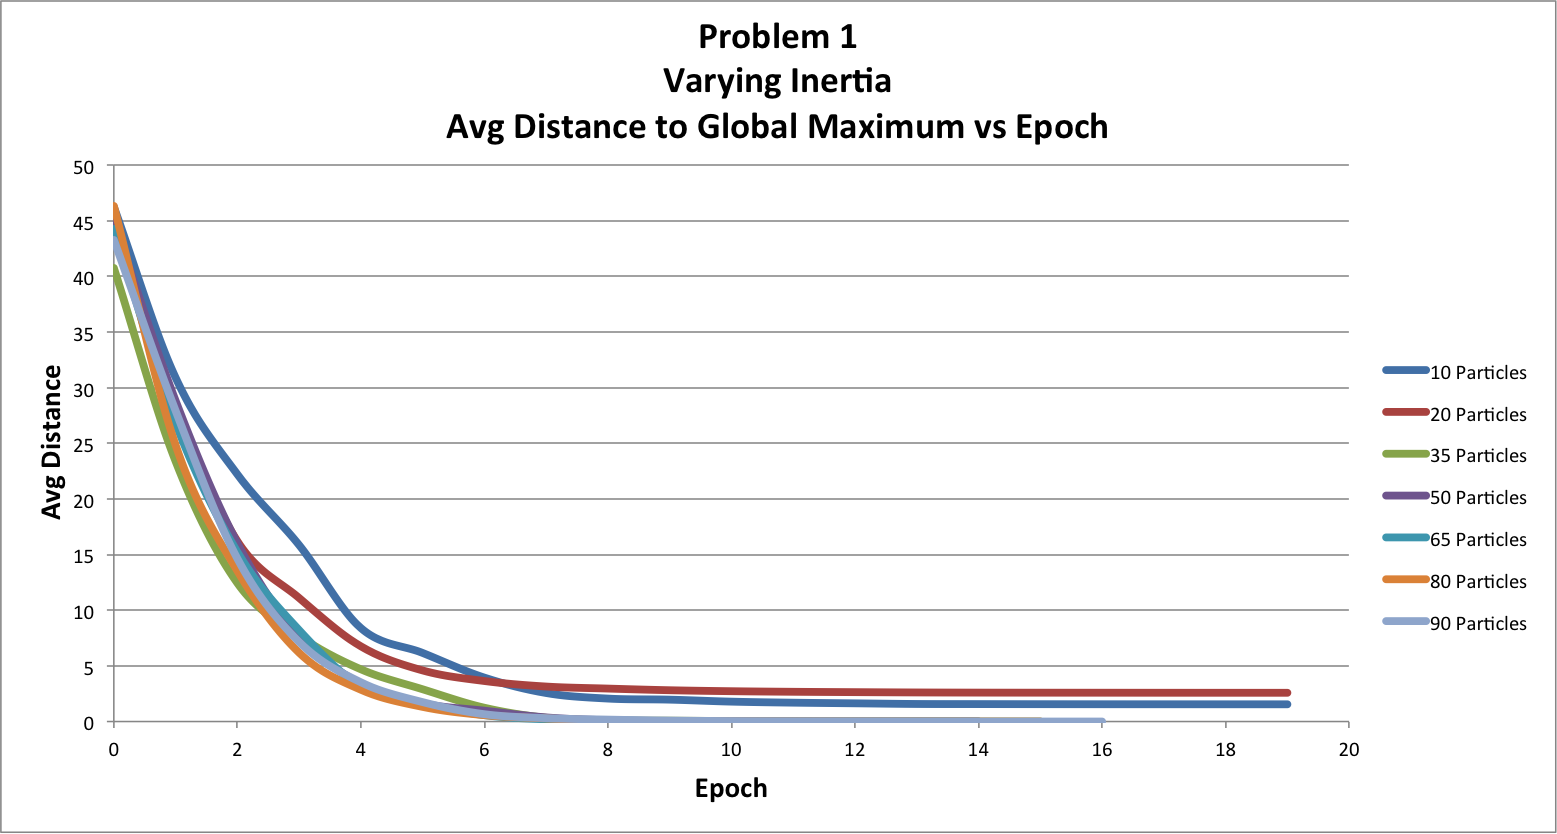 Problem 1
Varying Inertia
Avg Distance to Global Maximum vs Epoch
50
45
40
35
30
25
20
15
10
5
0
Avg Distance
0 2 4 6 8 10 12 14 16 18 20
Epoch
10 Particles
20 Particles
35 Particles
50 Particles
65 Particles
80 Particles
90 Particles